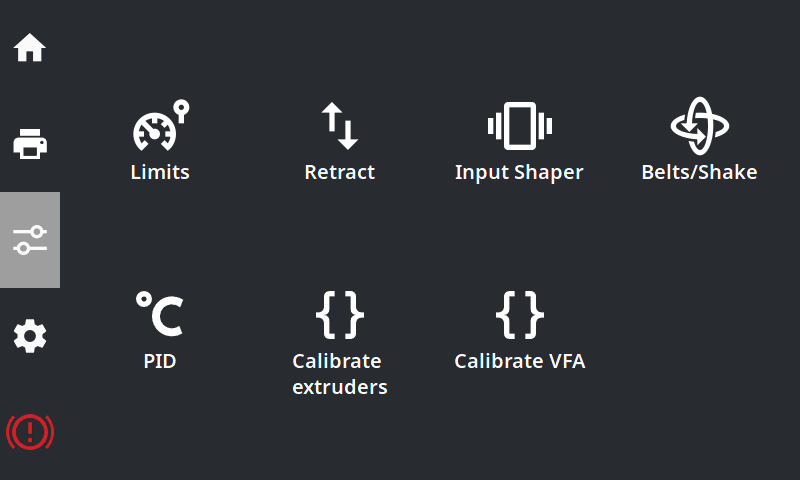 Limits
Retract
Input Shaper
Belts/Shake
PID
Calibrate
extruders
Calibrate VFA